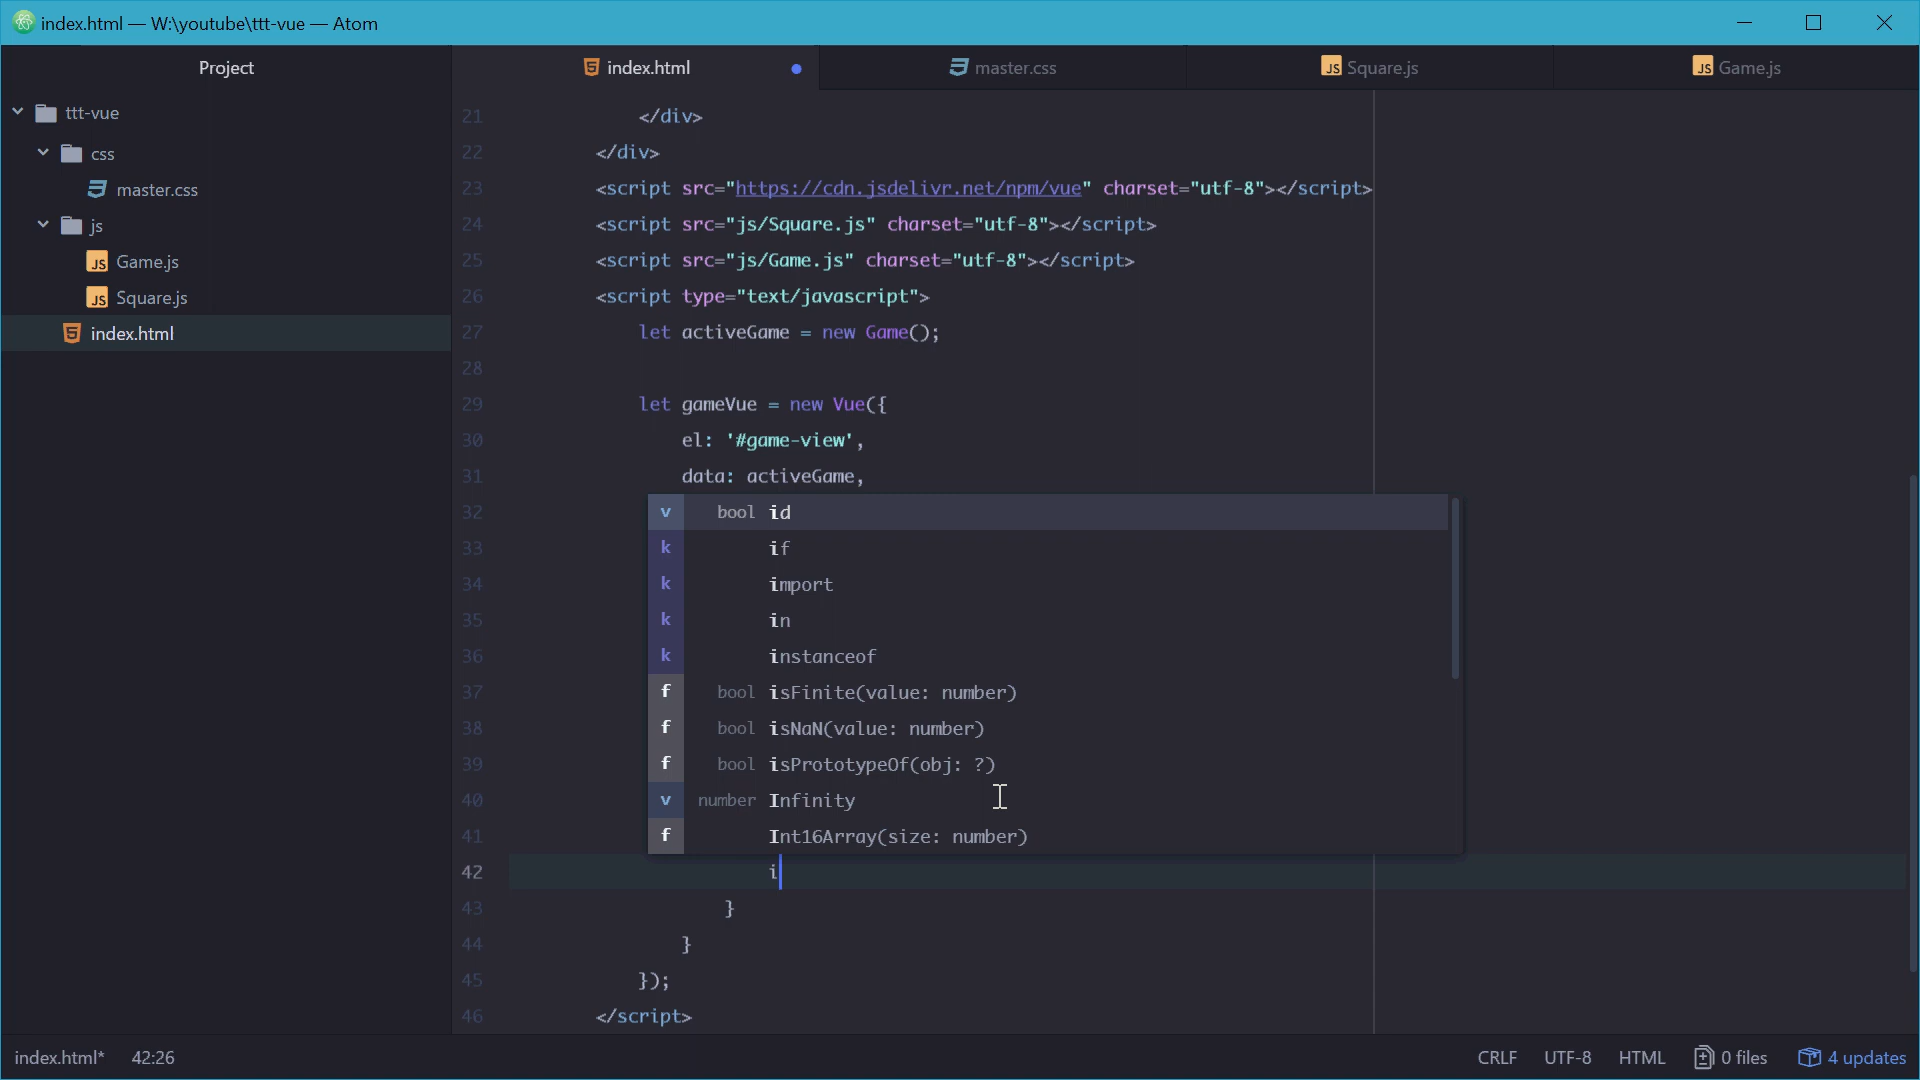 index.html — W:\youtube\ttt-vue — Atom
Project
index.html
master.css
JS Square.js
JS Game.js
ttt-vue
css
master.css
js
JS Game.js
JS Square.js
index.html
21 </div>
22 </div>
23 <script src="https://cdn.jsdelivr.net/npm/vue" charset="utf-8"></script>
24 <script src="js/Square.js" charset="utf-8"></script>
25 <script src="js/Game.js" charset="utf-8"></script>
26 <script type="text/javascript">
27 let activeGame = new Game();
28
29 let gameVue = new Vue({
30 el: '#game-view',
31 data: activeGame,
32 v bool id
33 k if
34 k import
35 k in
36 k instanceof
37 f bool isFinite(value: number)
38 f bool isNaN(value: number)
39 f bool isPrototypeOf(obj: ?)
40 v number Infinity
41 f Int16Array(size: number)
42 i
43 }
44 }
45 });
46 </script>
index.html* 42:26 CRLF UTF-8 HTML 0 files 4 updates